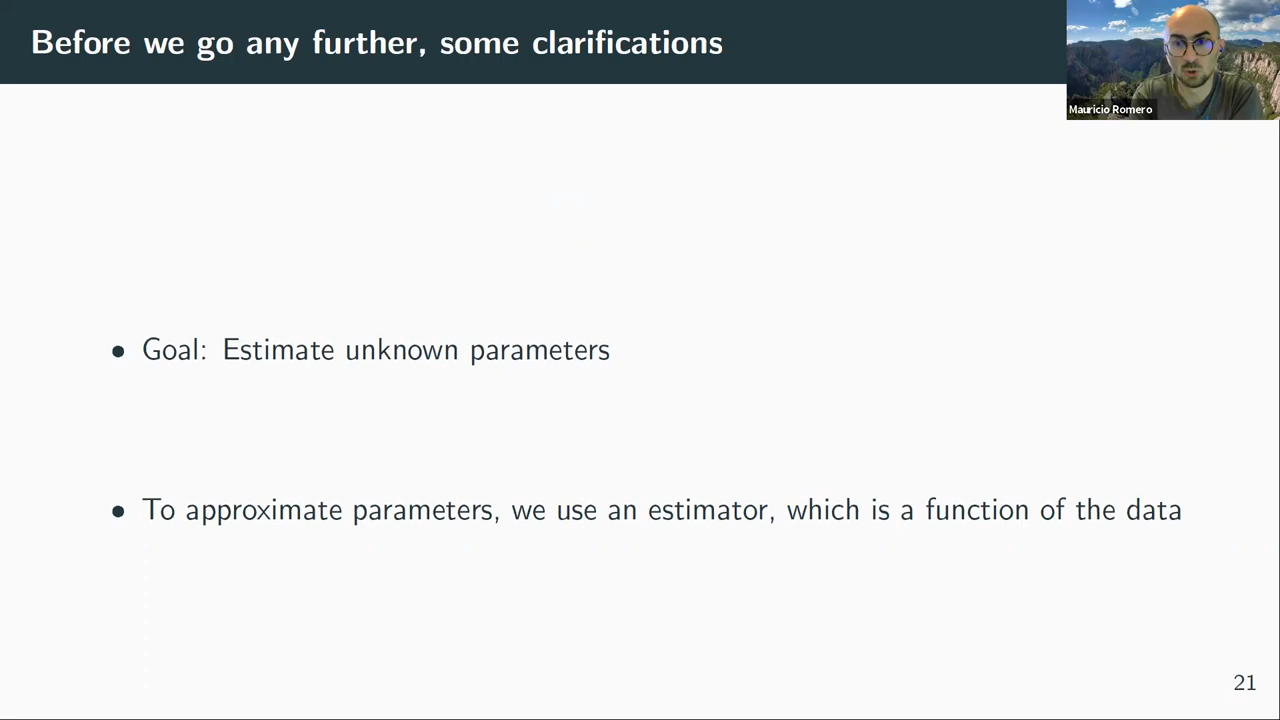 Before we go any further, some clarifications
Mauricio Romero
• Goal: Estimate unknown parameters
• To approximate parameters, we use an estimator, which is a function of the data
21